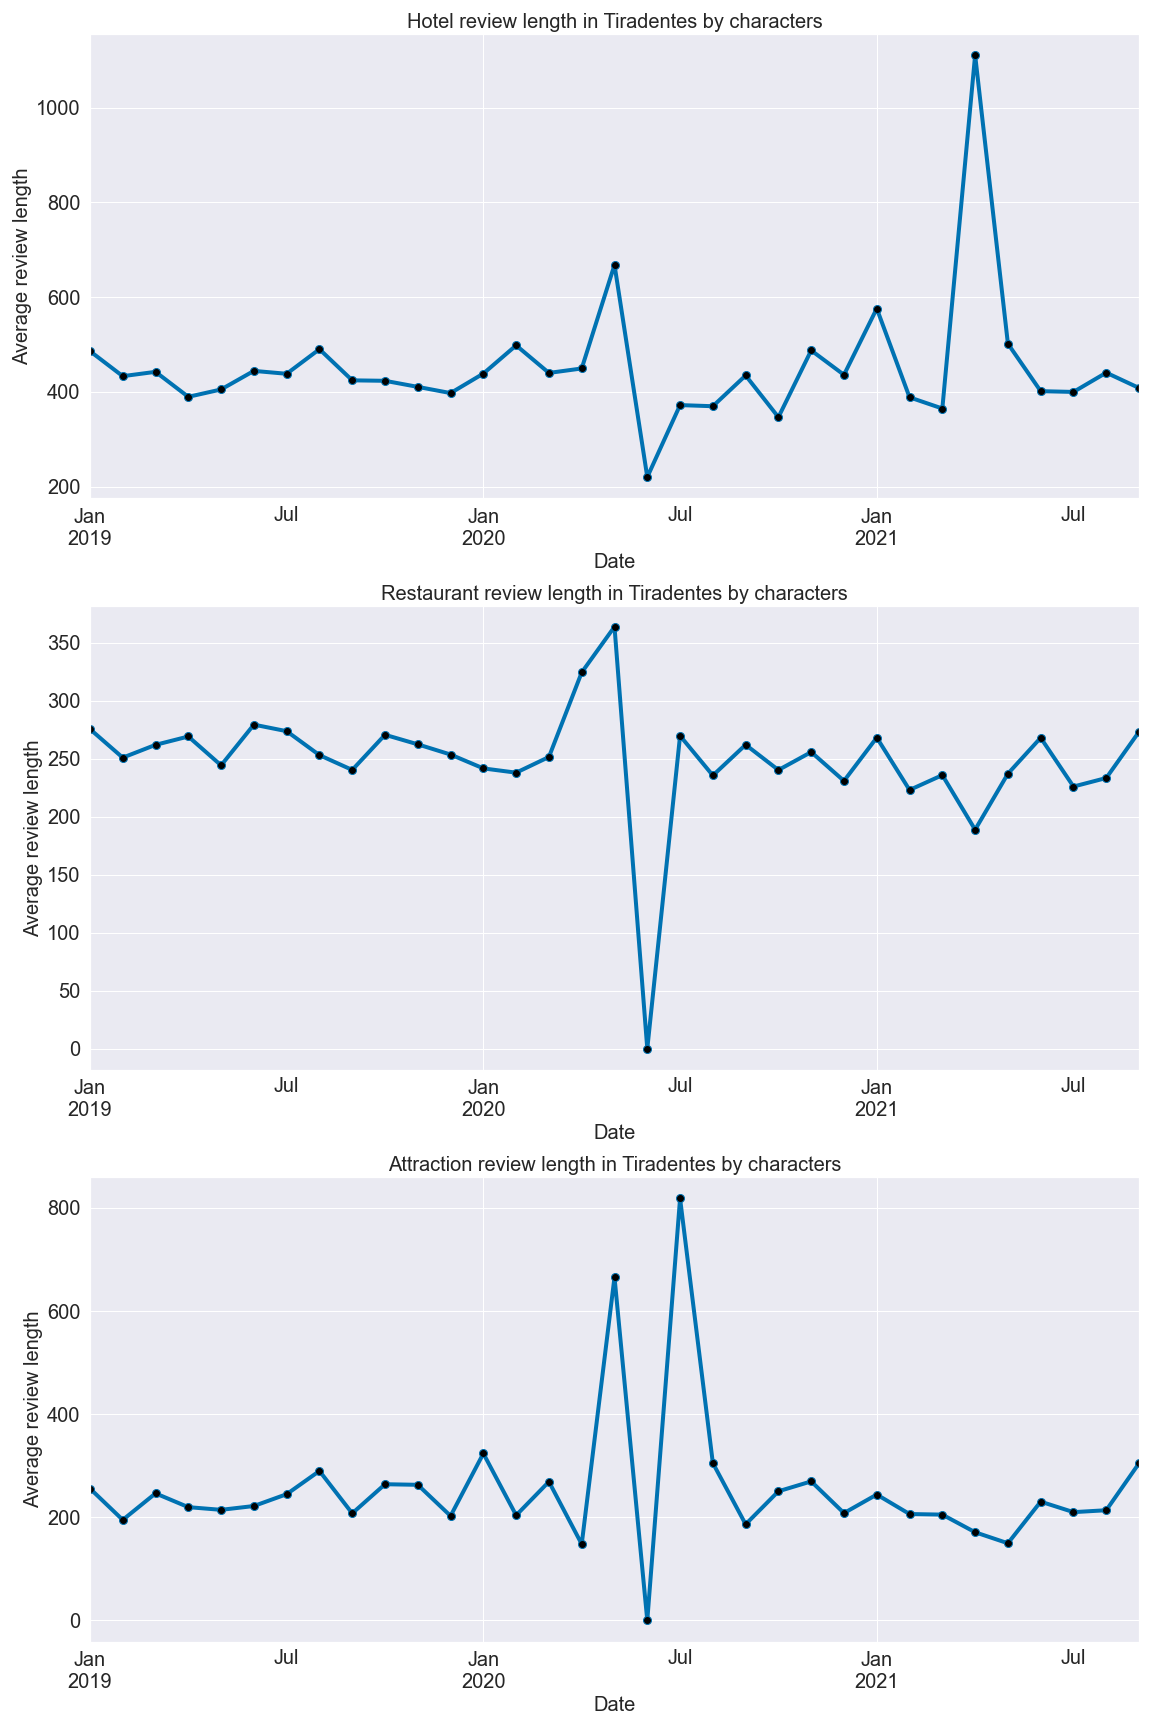 Hotel review length in Tiradentes by characters
Average review length
1000
800
600
400
200
Jan Jul Jan Jul Jan Jul
2019 2020 2021
Date
Restaurant review length in Tiradentes by characters
Average review length
350
300
250
200
150
100
50
0
Jan Jul Jan Jul Jan Jul
2019 2020 2021
Date
Attraction review length in Tiradentes by characters
Average review length
800
600
400
200
0
Jan Jul Jan Jul Jan Jul
2019 2020 2021
Date